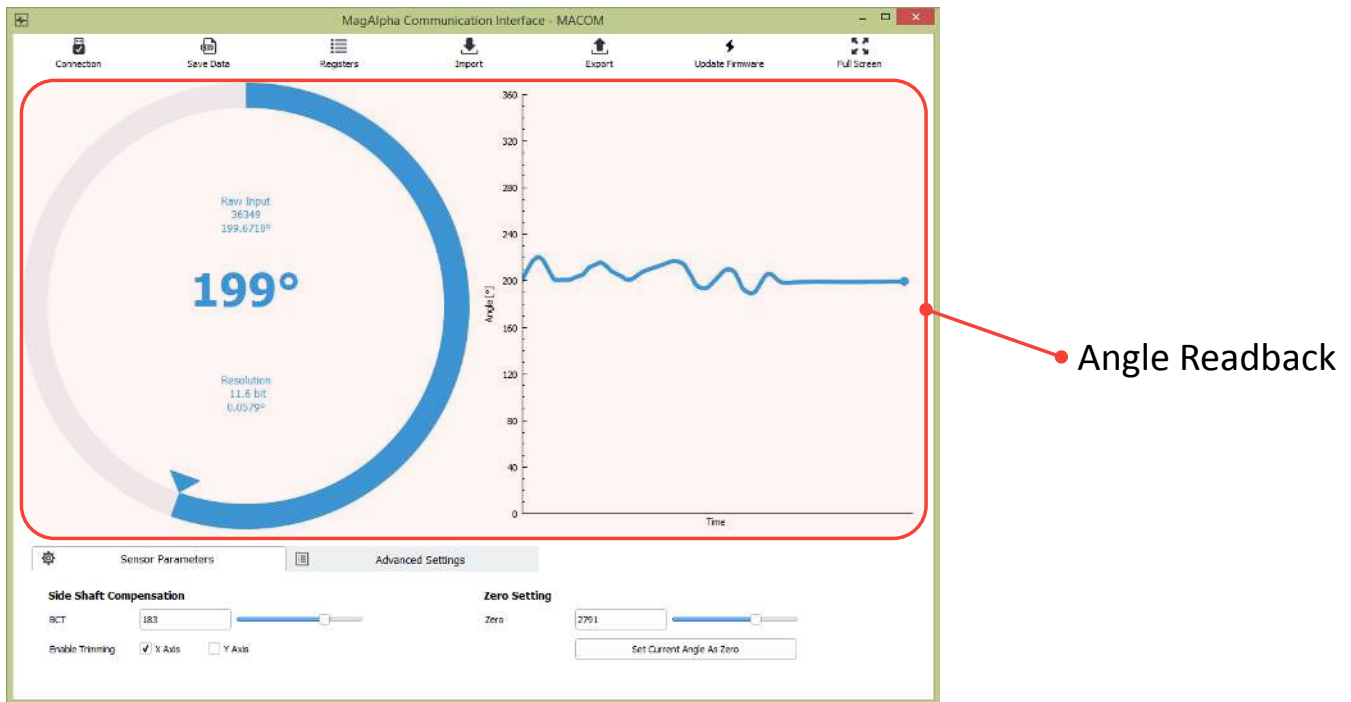 MagAlpha Communication Interface - MACOM
Connection Save Data Registers Import Export Update Firmware Full Screen
Raw Input
36349
199.6710°
199°
Resolution
11.6 bit
0.0579°
360
320
280
240
200
160
120
80
40
0
Angle [°]
Time
Angle Readback
Sensor Parameters Advanced Settings
Side Shaft Compensation Zero Setting
BCT 183 Zero 2791
Enable Trimming X Axis Y Axis Set Current Angle As Zero